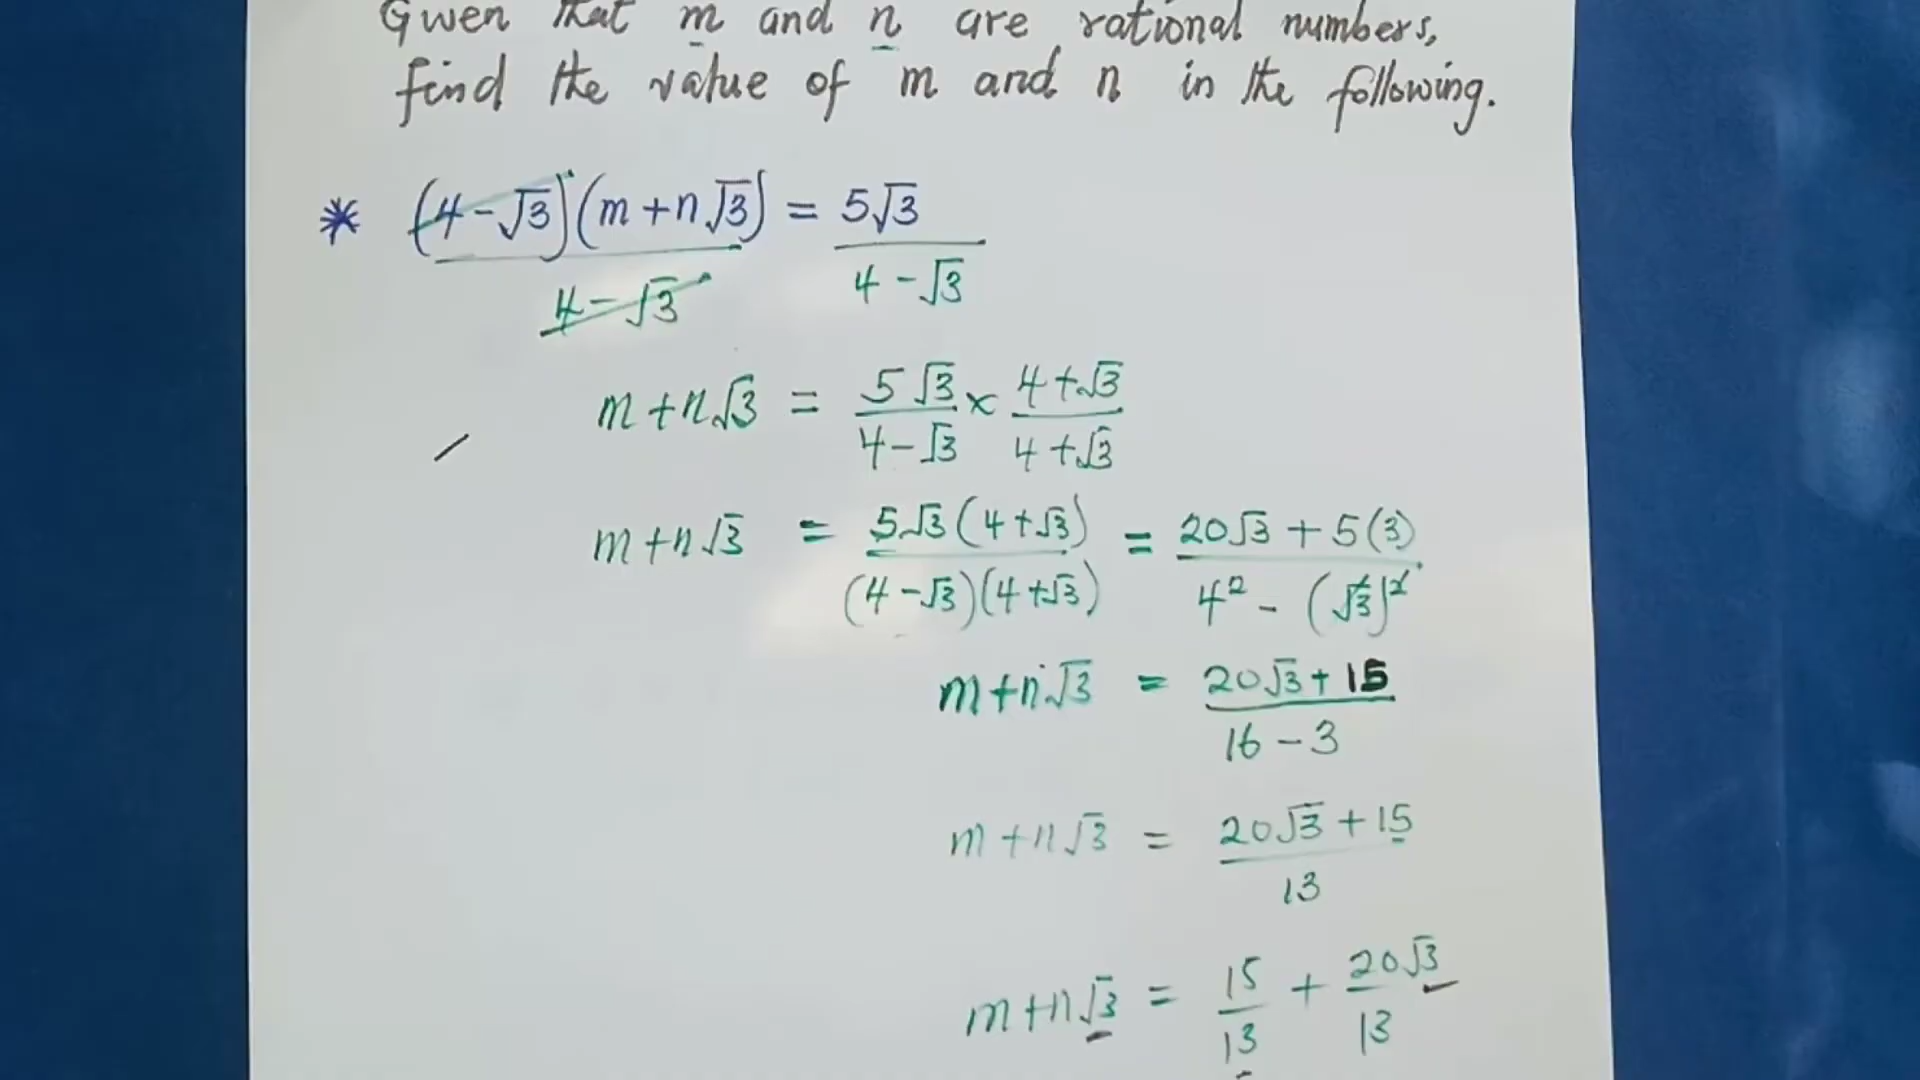 Given that m and n are rational numbers,
find the value of m and n in the following.
* (4-√3)(m+n√3) / 4-√3 = 5√3 / 4-√3
m+n√3 = 5√3 / 4-√3 × 4+√3 / 4+√3
m+n√3 = 5√3(4+√3) / (4-√3)(4+√3) = 20√3+5(3) / 4² - (√3)²
m+n√3 = 20√3+15 / 16-3
m+n√3 = 20√3+15 / 13
m+n√3 = 15 / 13 + 20√3 / 13